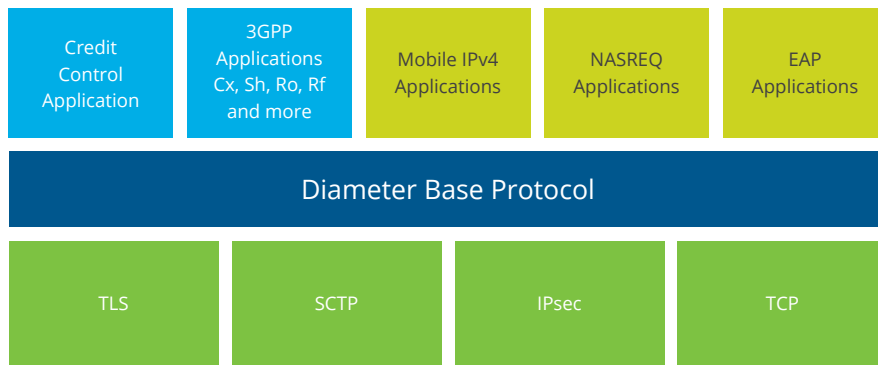 Credit
Control
Application
3GPP
Applications
Cx, Sh, Ro, Rf
and more
Mobile IPv4
Applications
NASREQ
Applications
EAP
Applications
Diameter Base Protocol
TLS
SCTP
IPsec
TCP